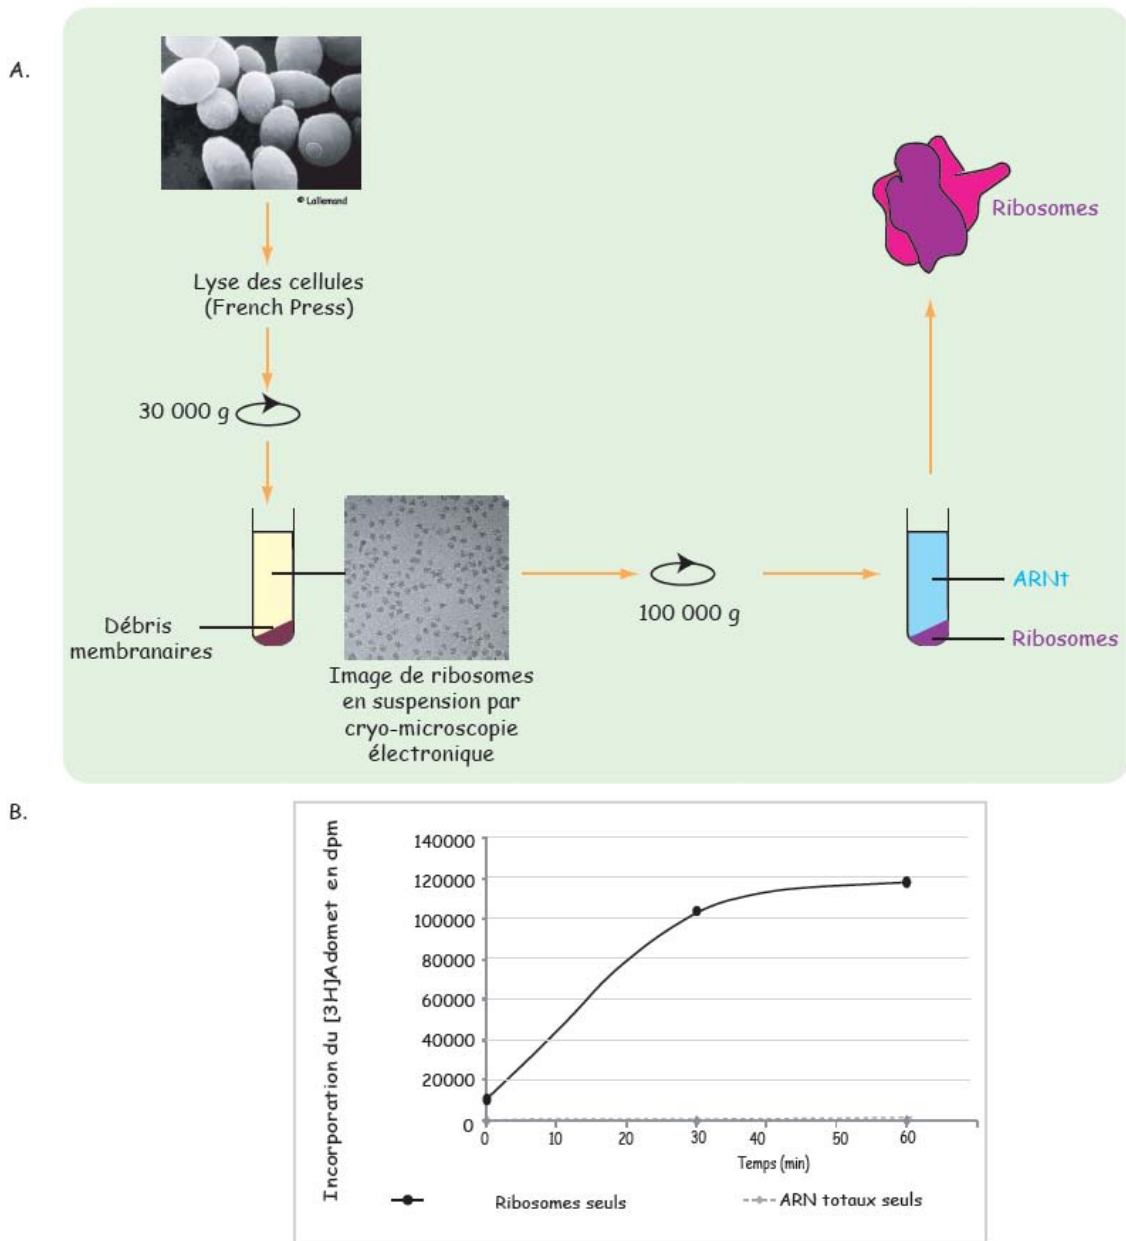 A.
© Lallemand
Lyse des cellules
(French Press)
30 000 g
Débris
membranaires
Image de ribosomes
en suspension par
cryo-microscopie
électronique
100 000 g
Ribosomes
ARNt
Ribosomes
B.
Incorporation du [3H]Adomet en dpm
140000
120000
100000
80000
60000
40000
20000
0
0 10 20 30 40 50 60
Temps (min)
Ribosomes seuls
ARN totaux seuls